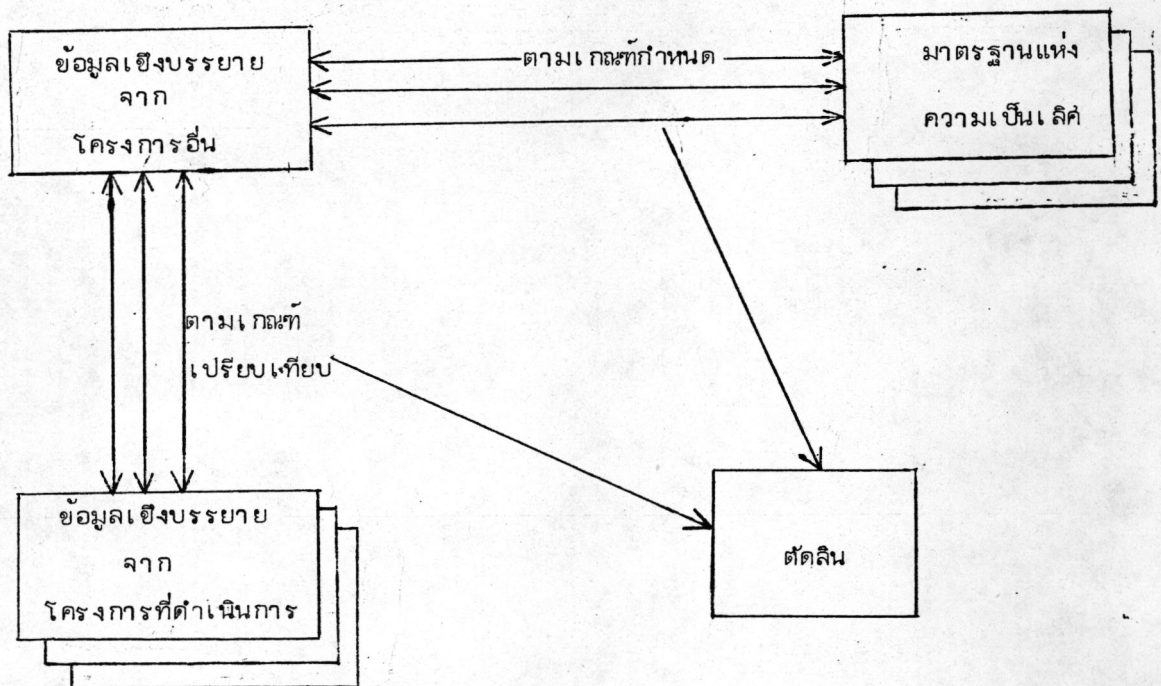 ข้อมูลเชิงบรรยาย
จาก
โครงการอื่น
ตามเกณฑ์กำหนด
มาตรฐานแห่ง
ความเป็นเลิศ
ตามเกณฑ์
เปรียบเทียบ
ข้อมูลเชิงบรรยาย
จาก
โครงการที่ดำเนินการ
ตัดสิน